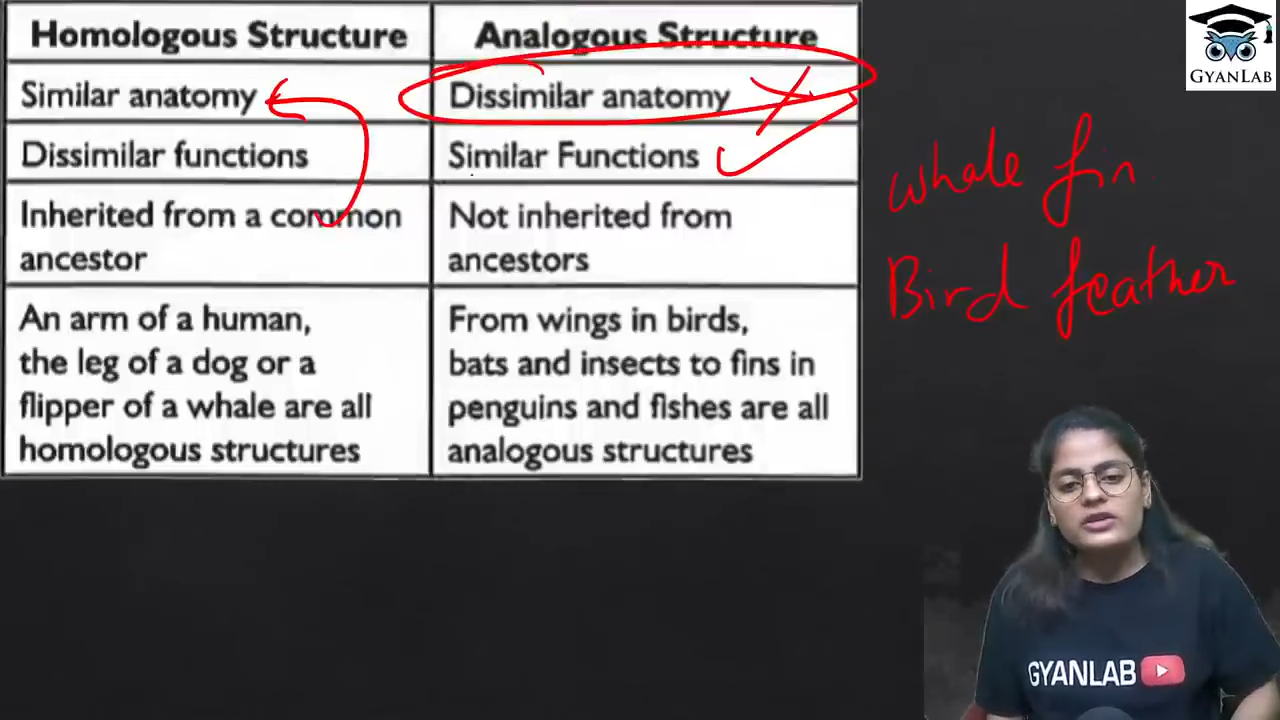 Homologous Structure
Analogous Structure
Similar anatomy
Dissimilar anatomy
Dissimilar functions
Similar Functions
Inherited from a common
ancestor
Not inherited from
ancestors
An arm of a human,
the leg of a dog or a
flipper of a whale are all
homologous structures
From wings in birds,
bats and insects to fins in
penguins and fishes are all
analogous structures
whale fin
Bird feather
GYANLAB
GYANLAB